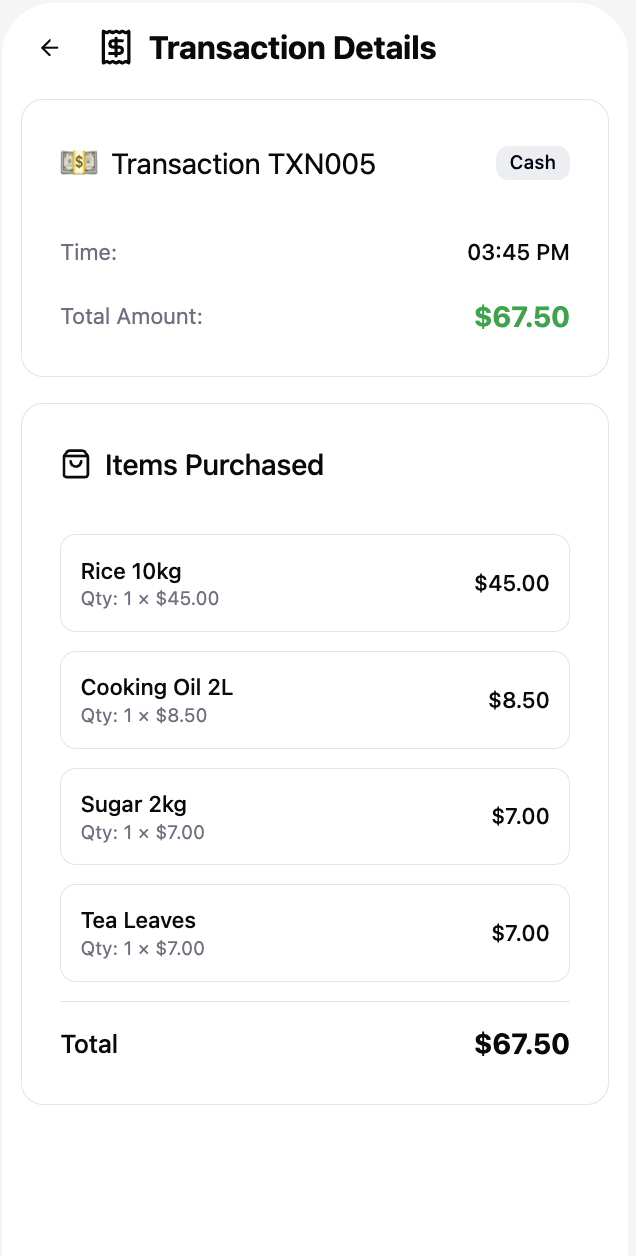 Transaction Details
Transaction TXN005
Cash
Time:
03:45 PM
Total Amount:
$67.50
Items Purchased
Rice 10kg
Qty: 1 × $45.00
$45.00
Cooking Oil 2L
Qty: 1 × $8.50
$8.50
Sugar 2kg
Qty: 1 × $7.00
$7.00
Tea Leaves
Qty: 1 × $7.00
$7.00
Total
$67.50